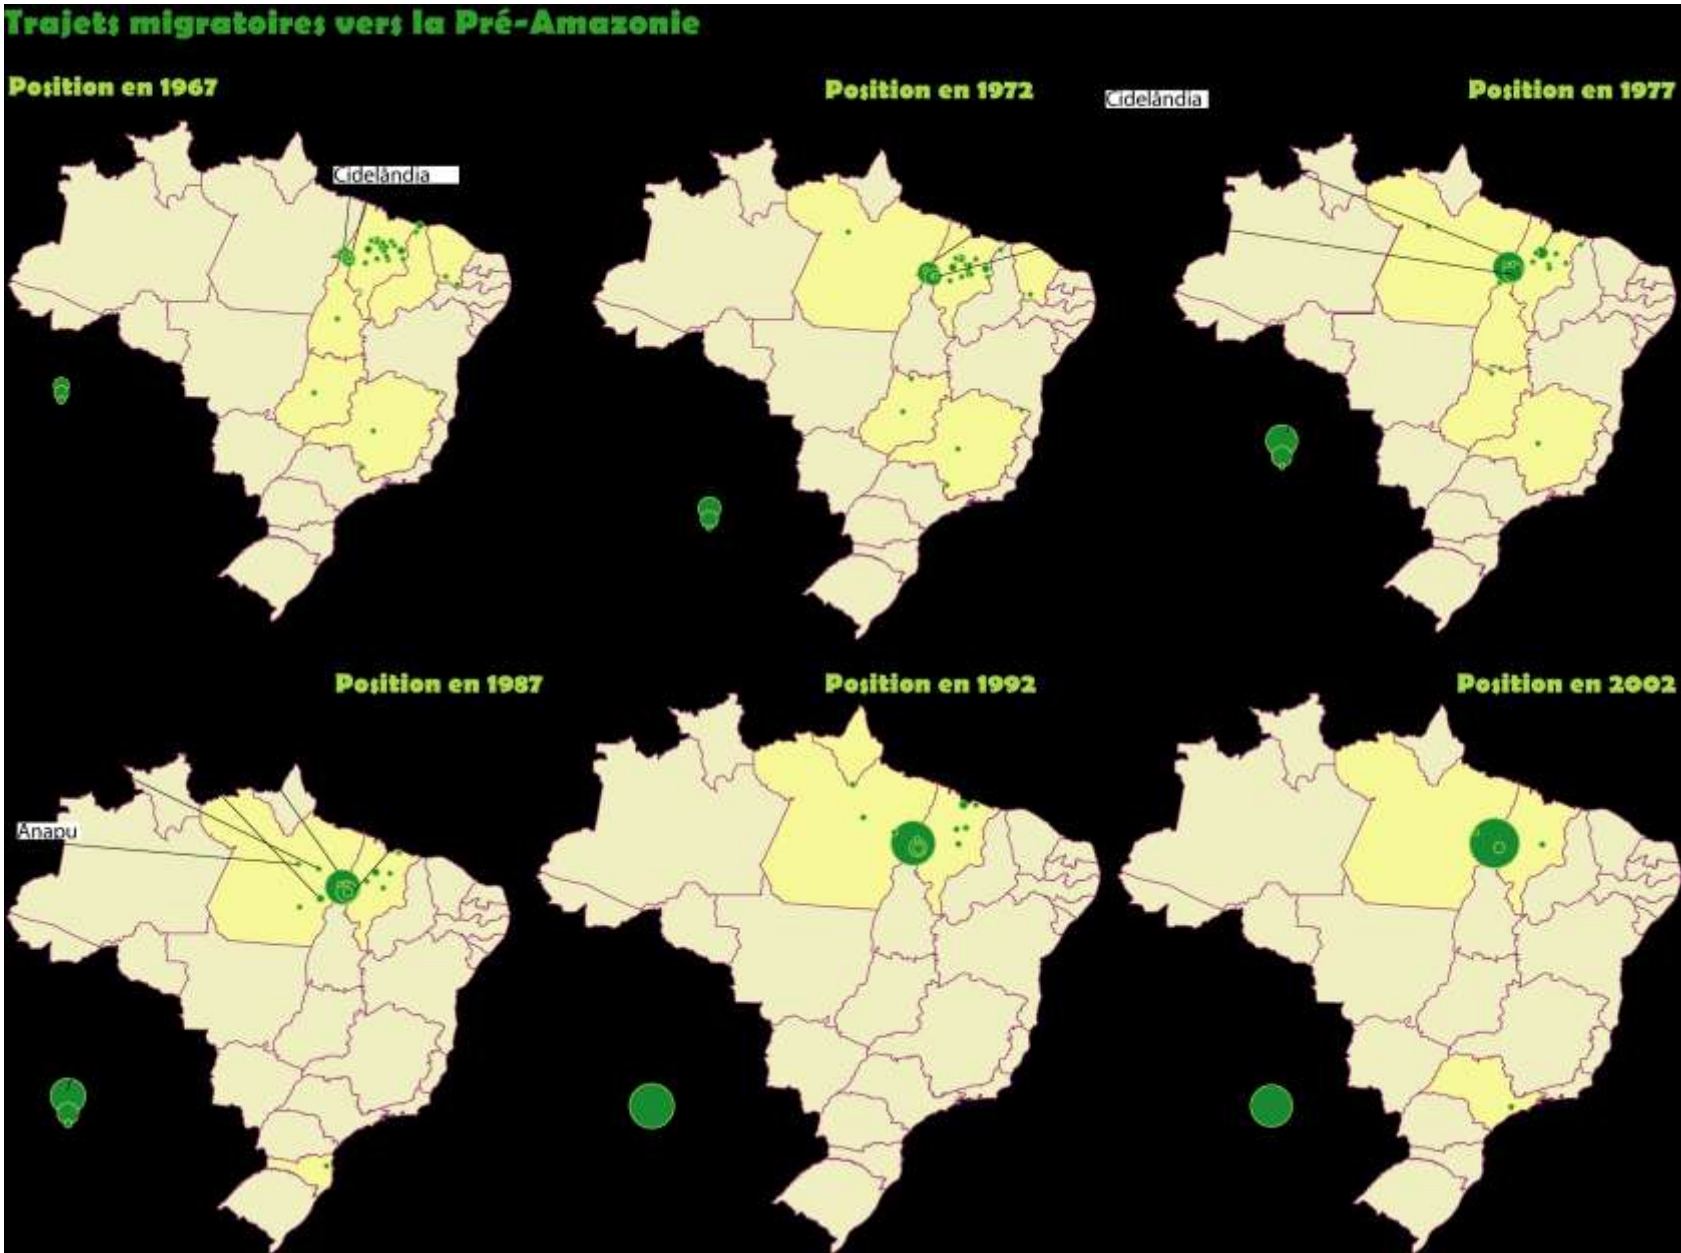 Trajets migratoires vers la Pré-Amazonie
Position en 1967
Position en 1972
Cidelândia
Position en 1977
Cidelândia
Position en 1987
Position en 1992
Position en 2002
Anapu